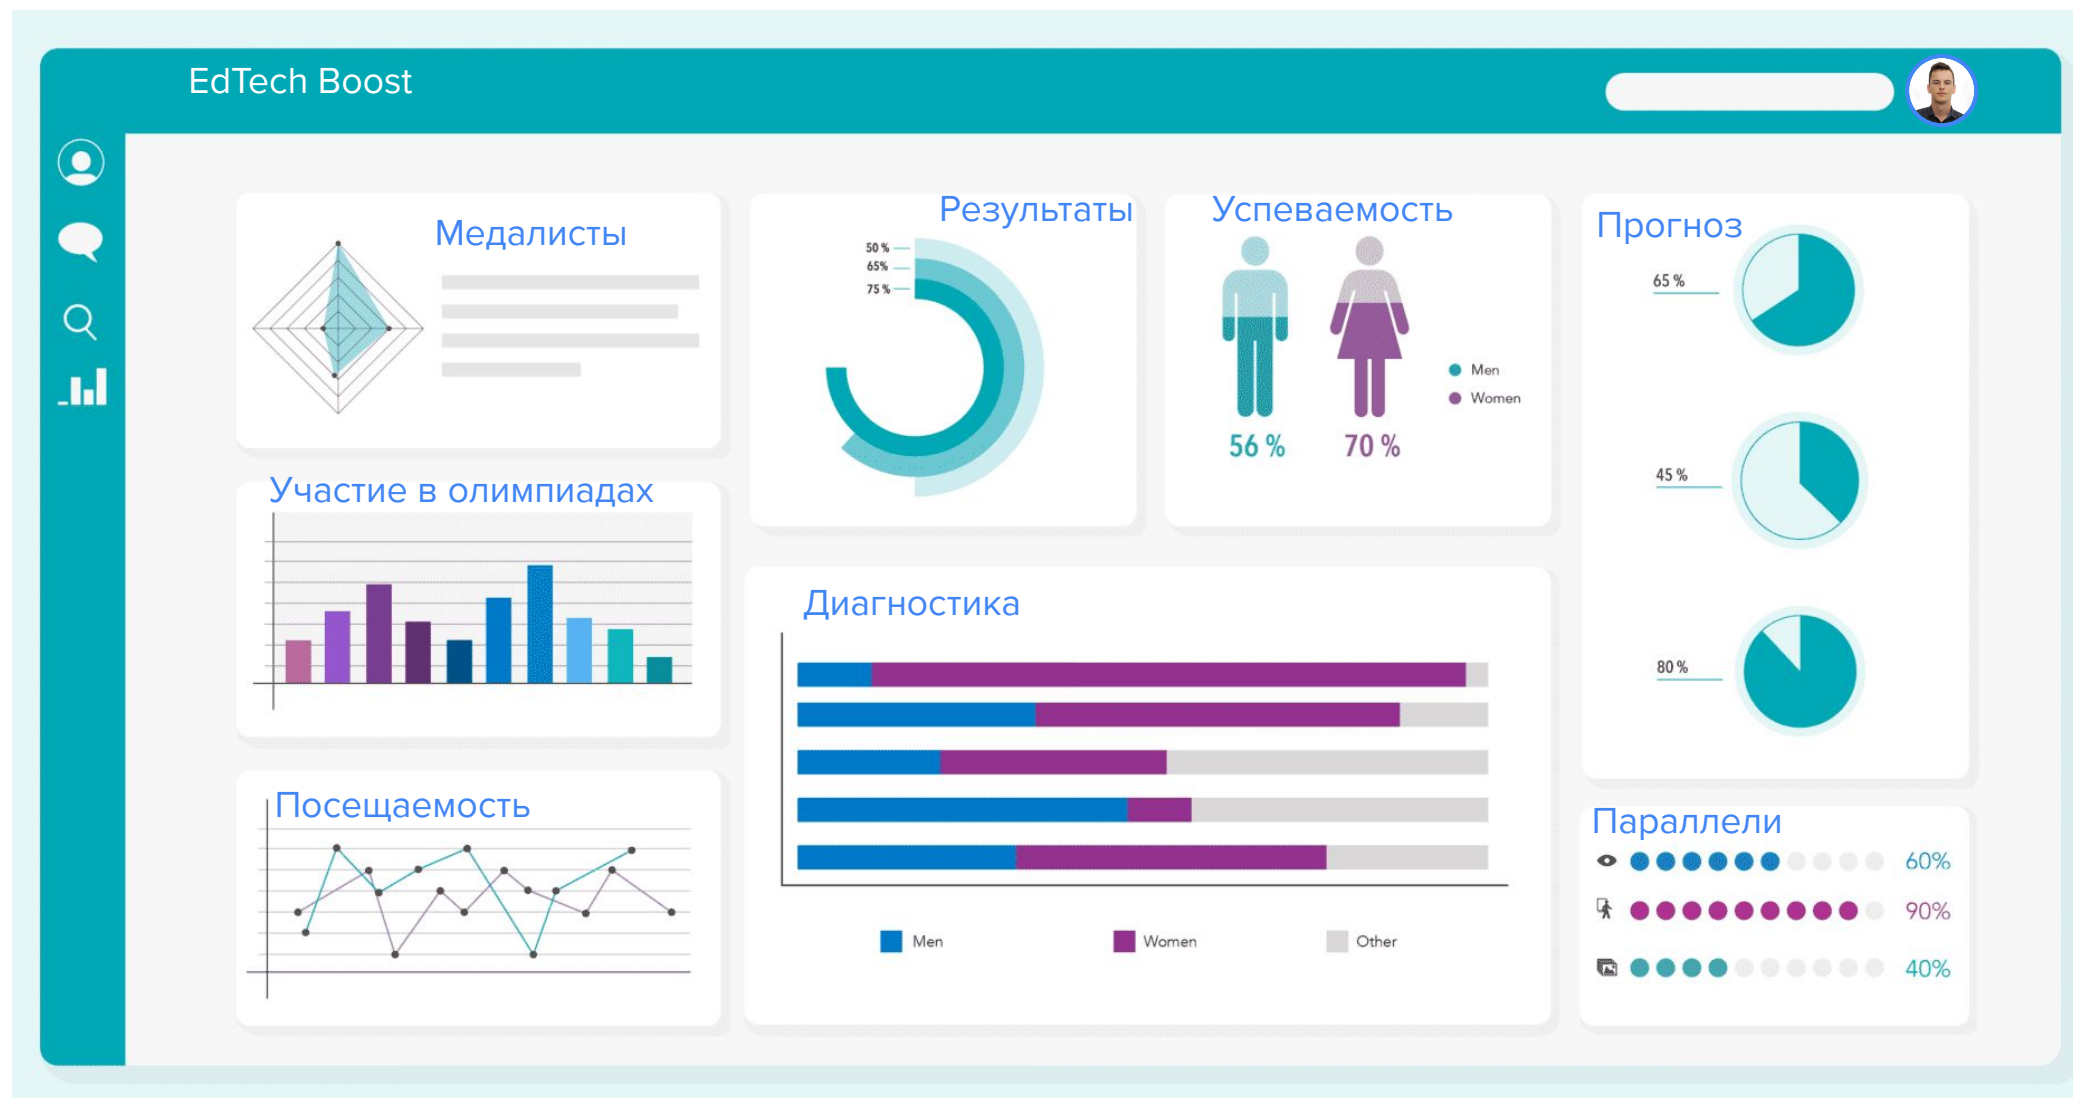 EdTech Boost
Медалисты
Результаты
50 %
65%
75 %
Успеваемость
Men
Women
56 %
70 %
Прогноз
65 %
45 %
80 %
Участие в олимпиадах
Диагностика
Men
Women
Other
Посещаемость
Параллели
60%
90%
40%